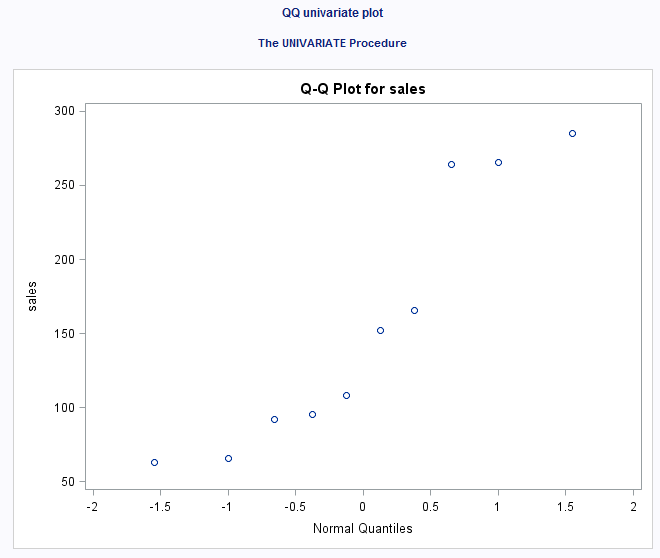 QQ univariate plot
The UNIVARIATE Procedure
Q-Q Plot for sales
300
250
200
150
100
50
sales
-2 -1.5 -1 -0.5 0 0.5 1 1.5 2
Normal Quantiles